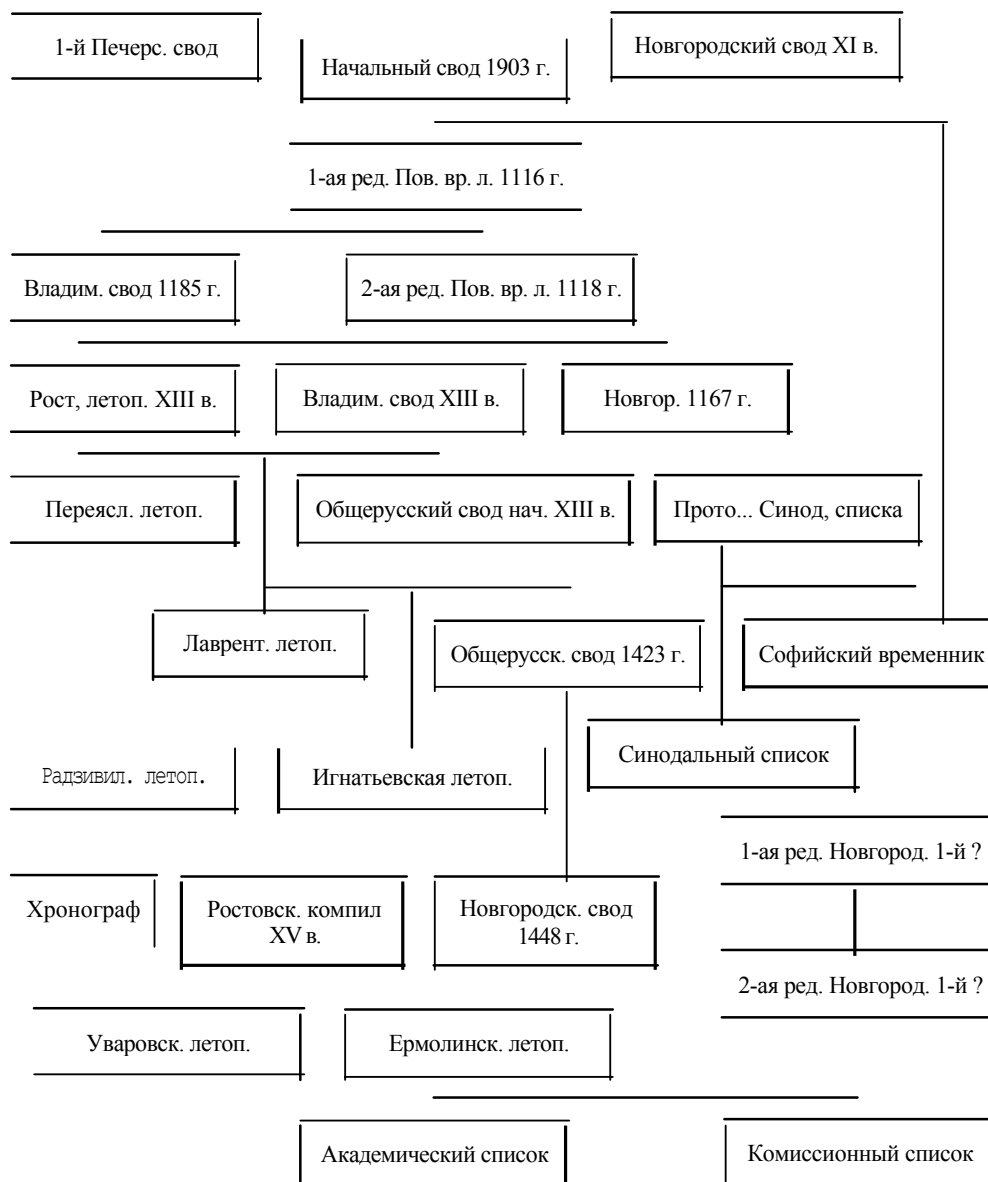 1-й Печерс. свод
Новгородский свод XI в.
Начальный свод 1903 г.
1-ая ред. Пов. вр. л. 1116 г.
Владим. свод 1185 г.
2-ая ред. Пов. вр. л. 1118 г.
Рост, летоп. XIII в.
Владим. свод XIII в.
Новгор. 1167 г.
Переясл. летоп.
Общерусский свод нач. XIII в.
Прото... Синод, списка
Лаврент. летоп.
Общерусск. свод 1423 г.
Софийский временник
Радзивил. летоп.
Игнатьевская летоп.
Синодальный список
1-ая ред. Новгород. 1-й ?
Хронограф
Ростовск. компил
XV в.
Новгородск. свод
1448 г.
2-ая ред. Новгород. 1-й ?
Уваровск. летоп.
Ермолинск. летоп.
Академический список
Комиссионный список